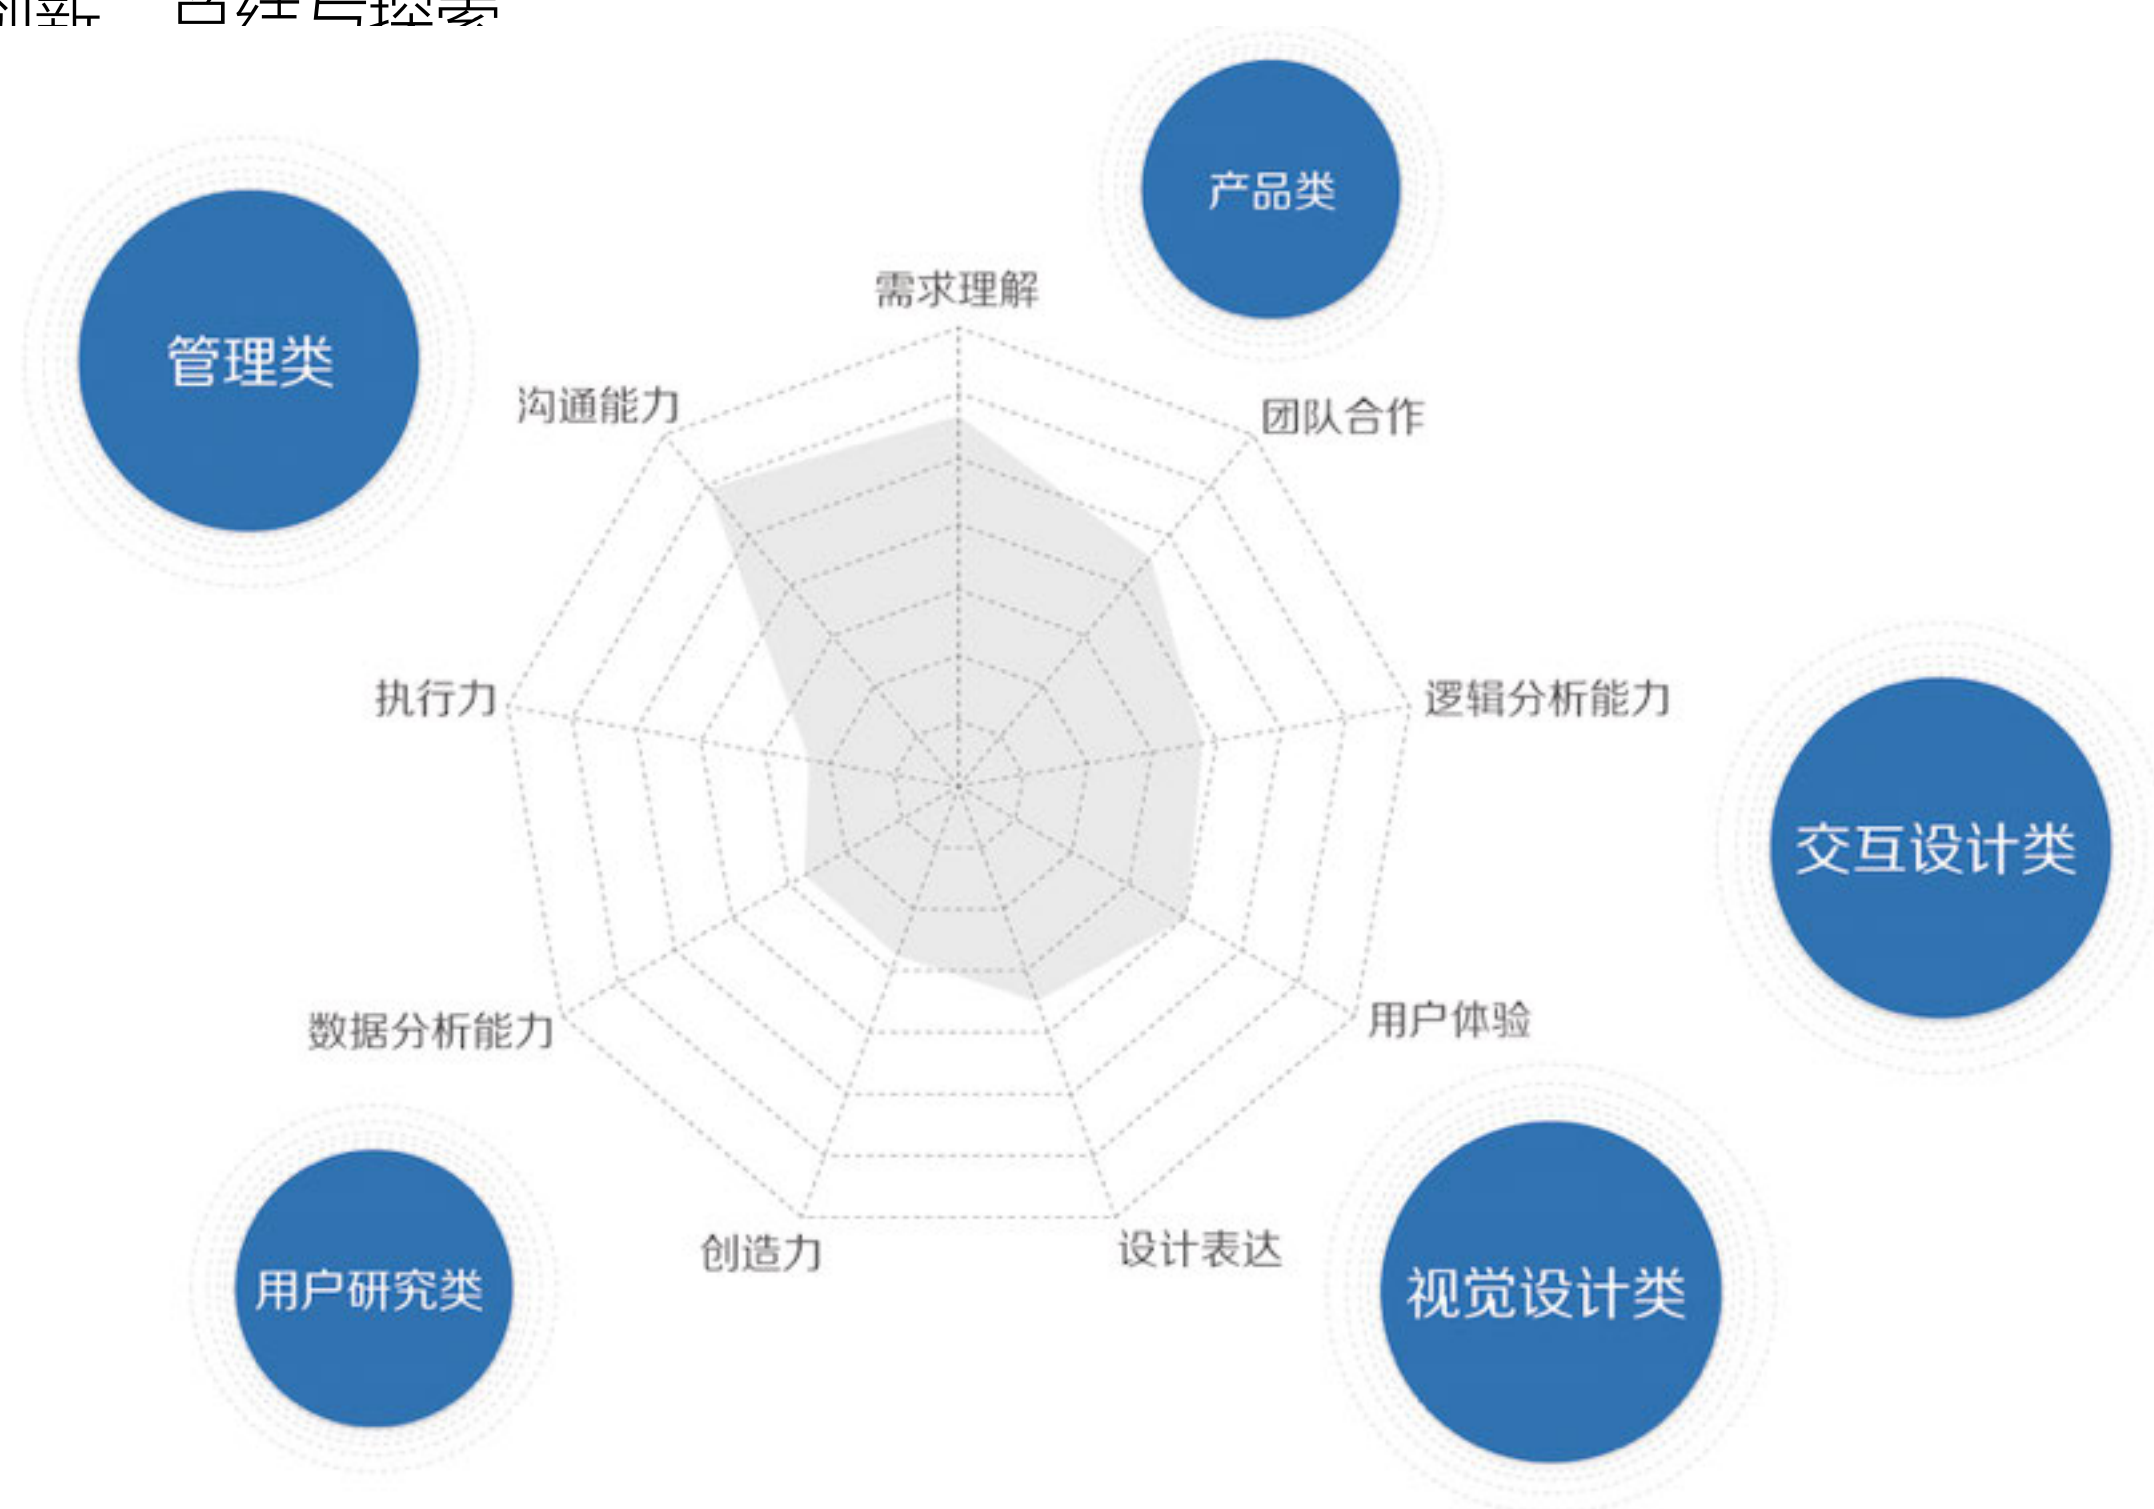 产品类
管理类
需求理解
沟通能力
团队合作
执行力
逻辑分析能力
交互设计类
数据分析能力
用户体验
创造力
设计表达
用户研究类
视觉设计类